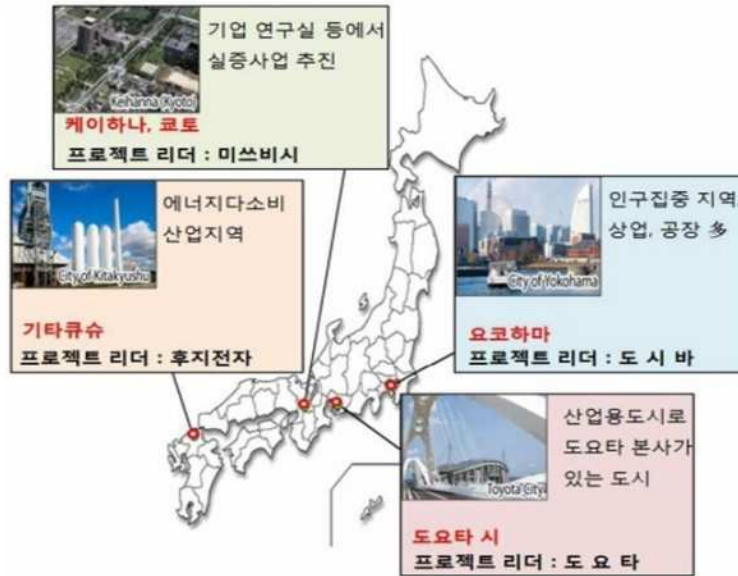 기업 연구실 등에서
실증사업 추진
Keihanna (Kyoto)
케이하나, 쿄토
프로젝트 리더 : 미쓰비시
에너지다소비
산업지역
City of Kitakyushu
기타큐슈
프로젝트 리더 : 후지전자
인구집중 지역,
상업, 공장 多
City of Yokohama
요코하마
프로젝트 리더 : 도 시 바
산업용도시로
도요타 본사가
있는 도시
Toyota City
도요타 시
프로젝트 리더 : 도 요 타